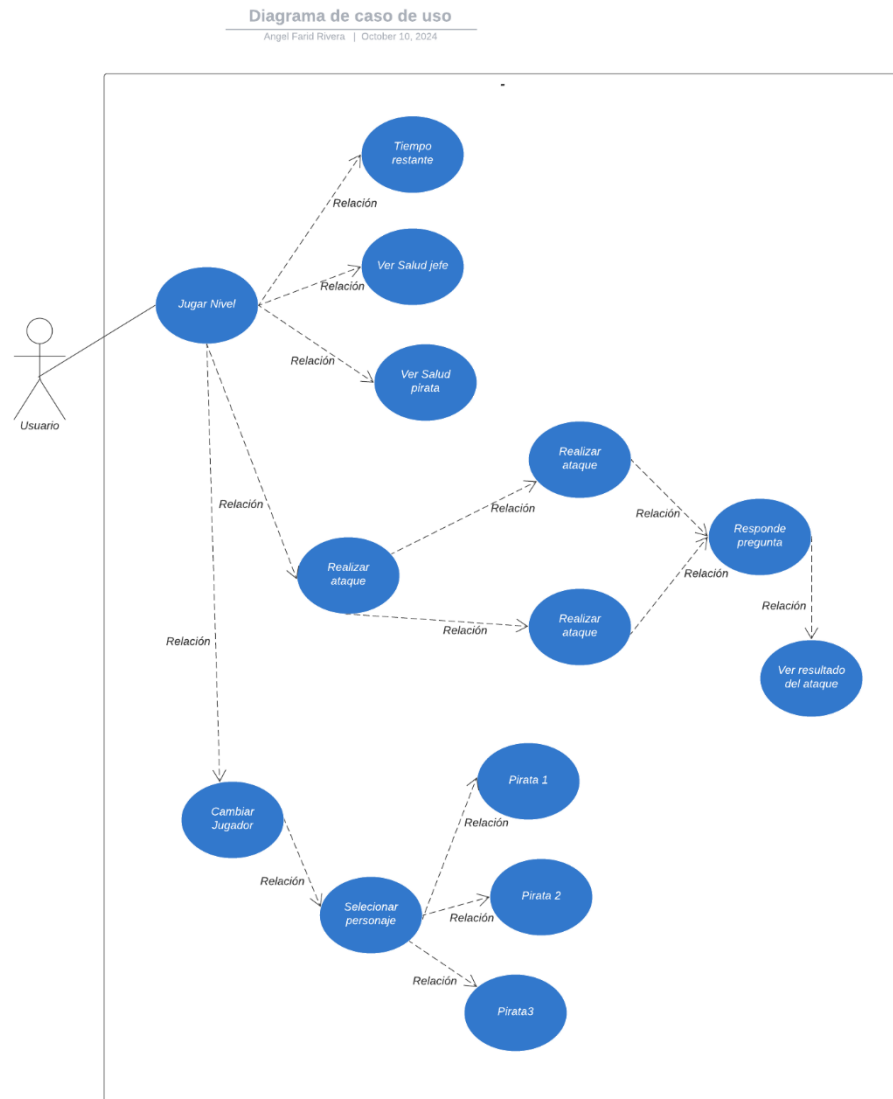 Diagrama de caso de uso
Angel Farid Rivera | October 10, 2024
-
Tiempo
restante
Relación
Ver Salud jefe
Relación
Jugar Nivel
Relación
Ver Salud
pirata
Usuario
Realizar
ataque
Relación
Relación
Relación
Responde
pregunta
Realizar
ataque
Relación
Relación
Realizar
ataque
Relación
Relación
Ver resultado
del ataque
Pirata 1
Cambiar
Jugador
Relación
Relación
Selecionar
personaje
Pirata 2
Relación
Relación
Pirata3